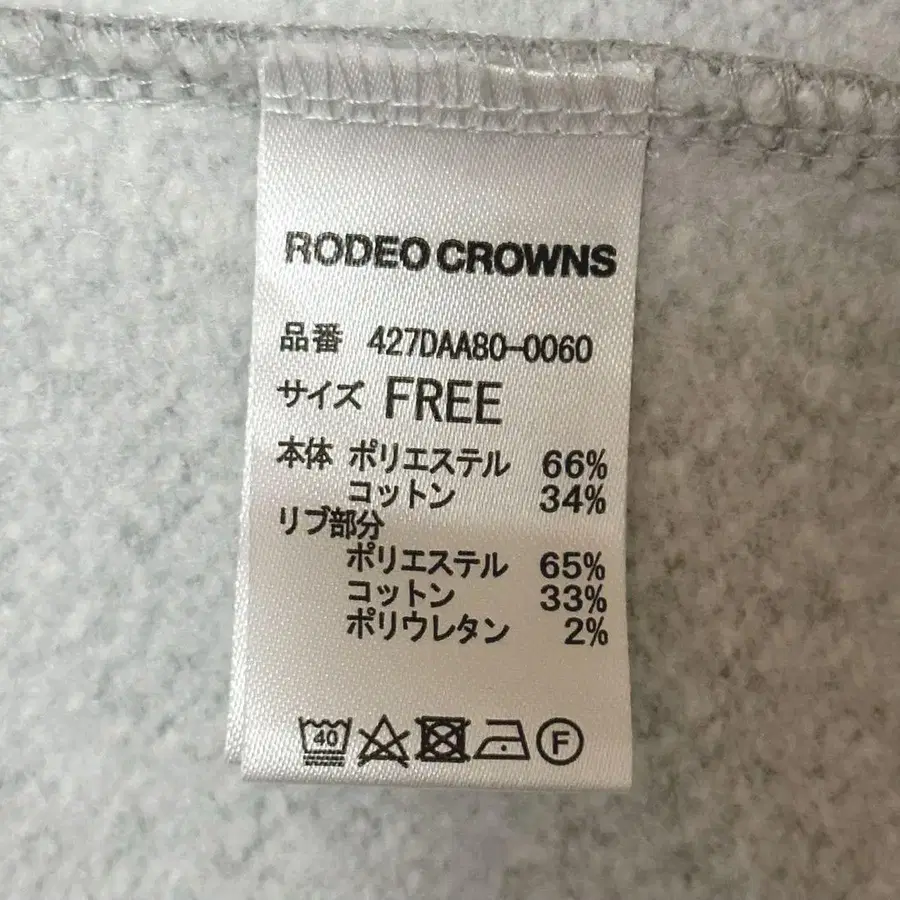 RODEO CROWNS
品番 427DAA80-0060
サイズ FREE
本体 ポリエステル 66%
コットン 34%
リブ部分
ポリエステル 65%
コットン 33%
ポリウレタン 2%
40 F